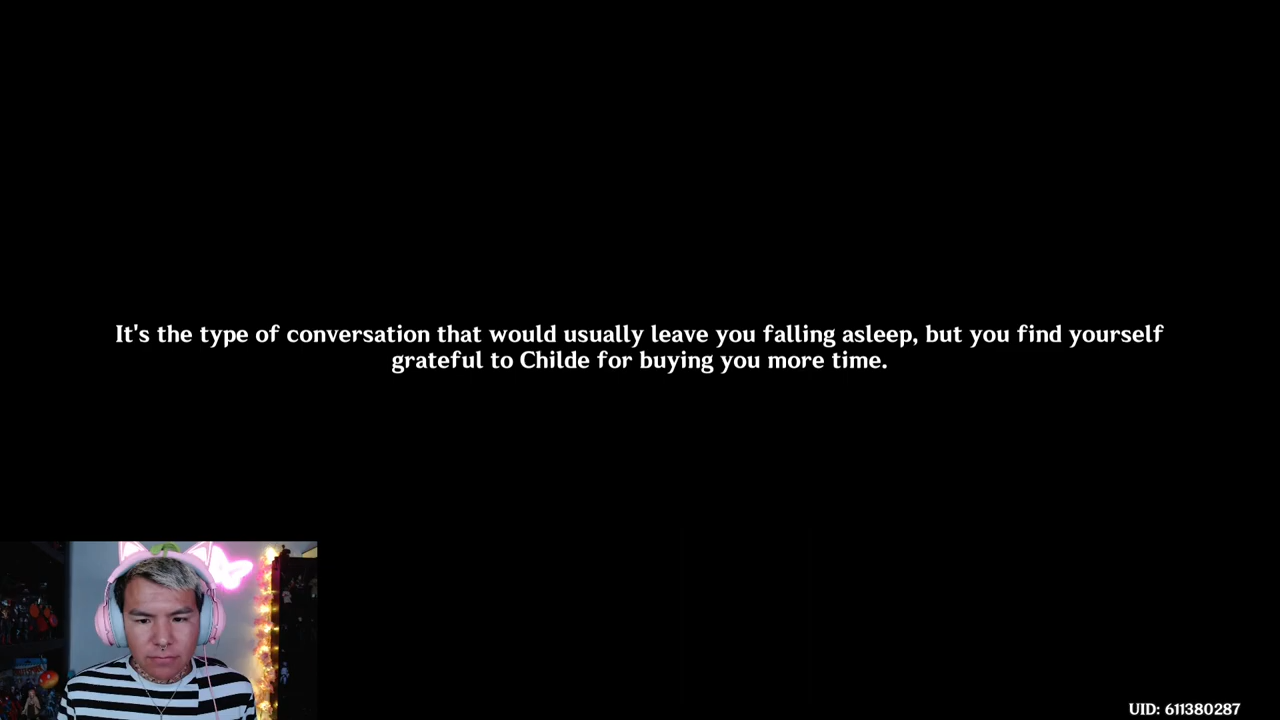 It's the type of conversation that would usually leave you falling asleep, but you find yourself
grateful to Childe for buying you more time.
UID: 611380287